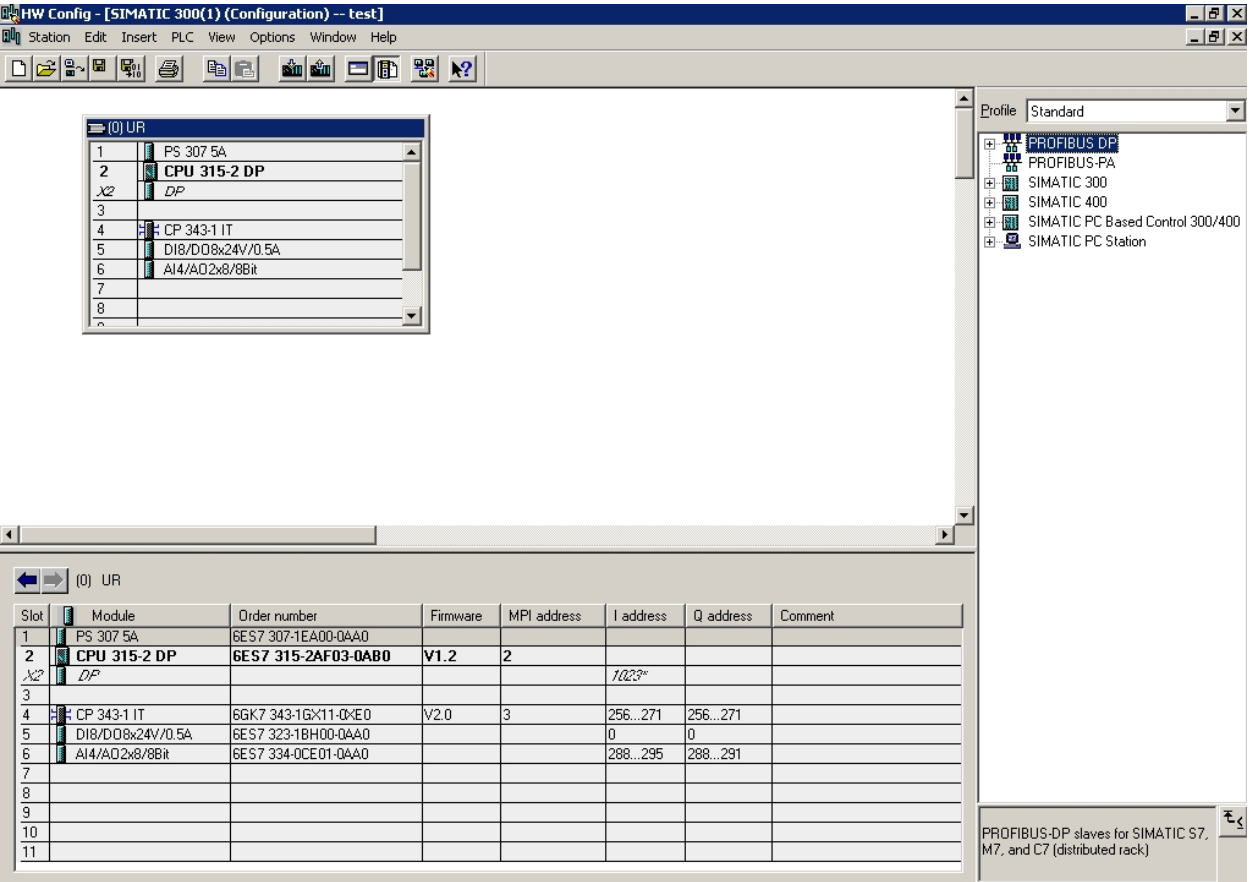 HW Config - [SIMATIC 300(1) (Configuration) -- test]
Station Edit Insert PLC View Options Window Help
(0) UR
1 PS 307 5A
2 CPU 315-2 DP
X2 DP
3
4 CP 343-1 IT
5 DI8/DO8x24V/0.5A
6 AI4/AO2x8/8Bit
7
8
Profile Standard
PROFIBUS DP
PROFIBUS-PA
SIMATIC 300
SIMATIC 400
SIMATIC PC Based Control 300/400
SIMATIC PC Station
(0) UR
Slot Module Order number Firmware MPI address I address Q address Comment
1 PS 307 5A 6ES7 307-1EA00-0AA0
2 CPU 315-2 DP 6ES7 315-2AF03-0AB0 V1.2 2
X2 DP 1023*
3
4 CP 343-1 IT 6GK7 343-1GX11-0XE0 V2.0 3 256...271 256...271
5 DI8/DO8x24V/0.5A 6ES7 323-1BH00-0AA0 0 0
6 AI4/AO2x8/8Bit 6ES7 334-0CE01-0AA0 288...295 288...291
7
8
9
10
11
PROFIBUS-DP slaves for SIMATIC S7,
M7, and C7 (distributed rack)